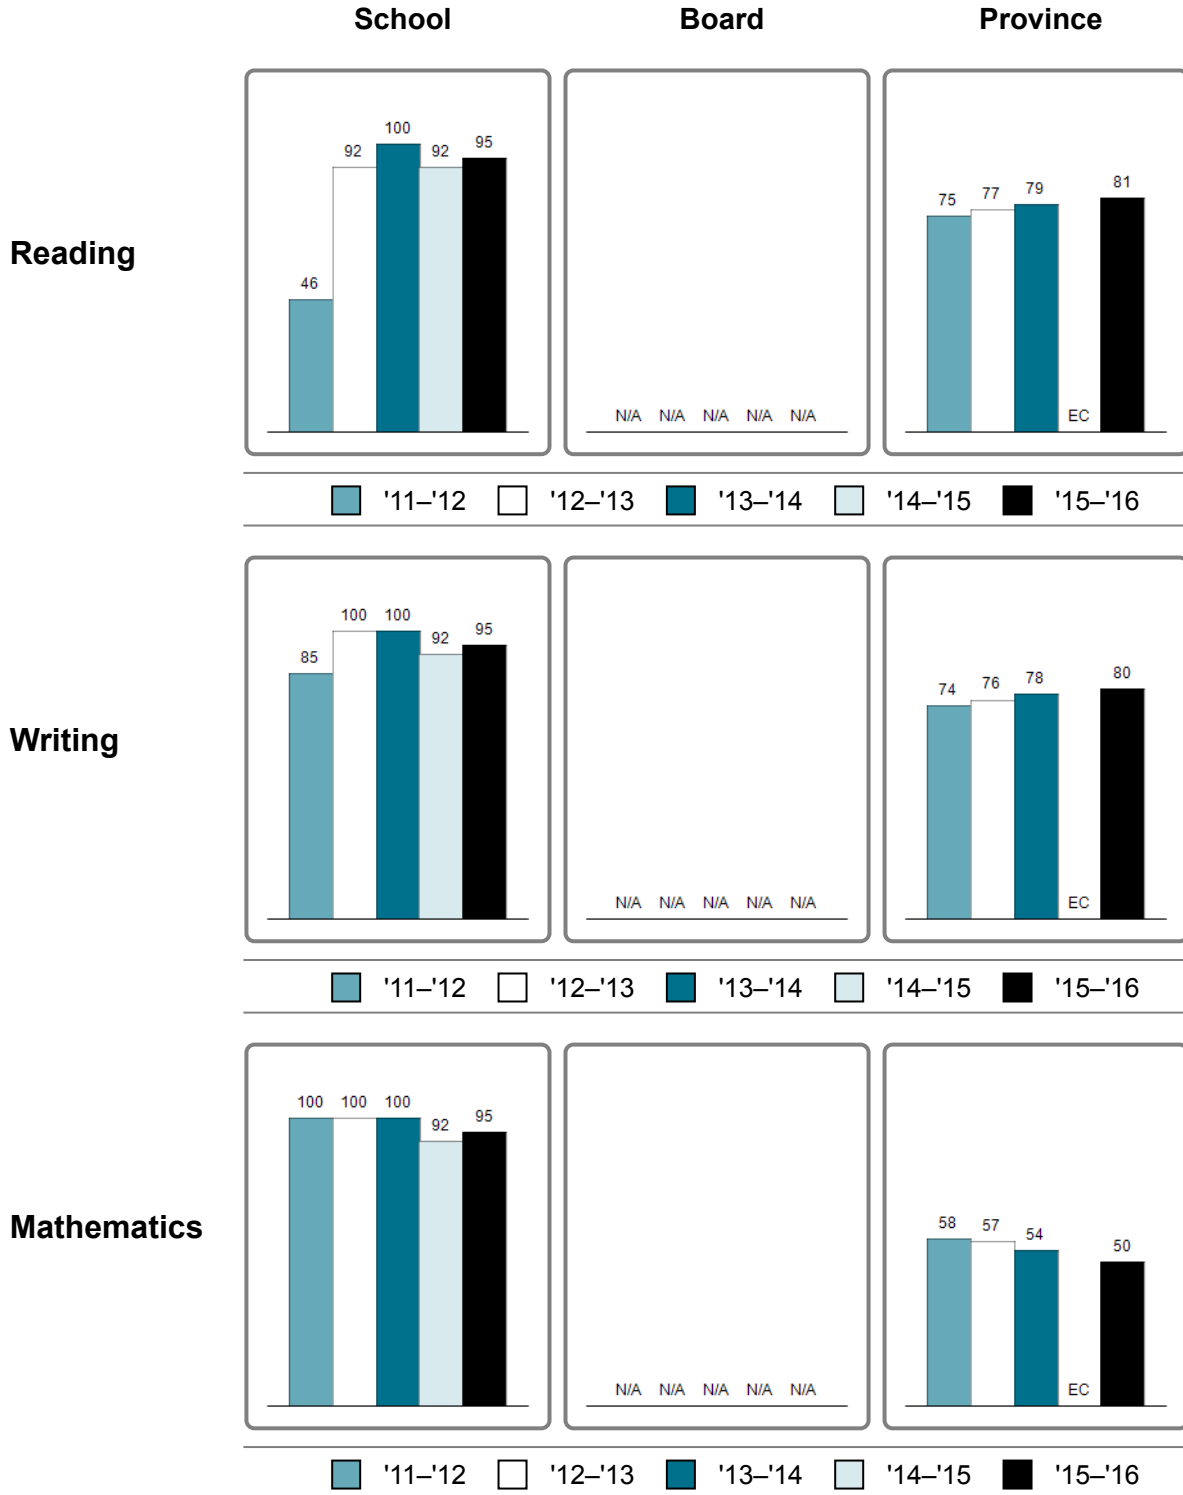 School Board Province
Reading
46 92 100 92 95
N/A N/A N/A N/A N/A
75 77 79 EC 81
'11–'12 '12–'13 '13–'14 '14–'15 '15–'16
Writing
85 100 100 92 95
N/A N/A N/A N/A N/A
74 76 78 EC 80
'11–'12 '12–'13 '13–'14 '14–'15 '15–'16
Mathematics
100 100 100 92 95
N/A N/A N/A N/A N/A
58 57 54 EC 50
'11–'12 '12–'13 '13–'14 '14–'15 '15–'16